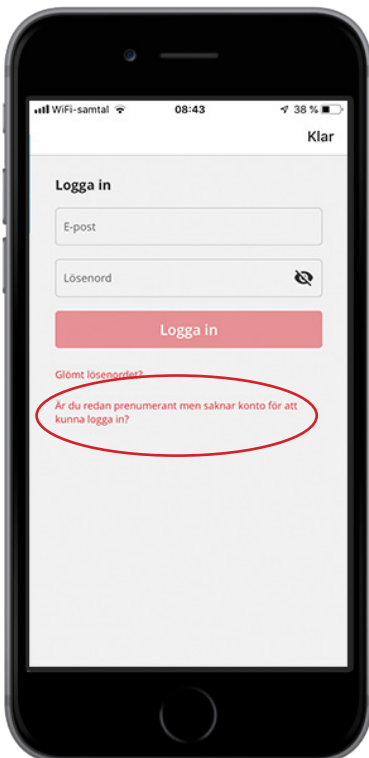 WiFi-samtal 08:43 38 %
Klar
Logga in
E-post
Lösenord
Logga in
Glömt lösenordet?
Är du redan prenumerant men saknar konto för att
kunna logga in?